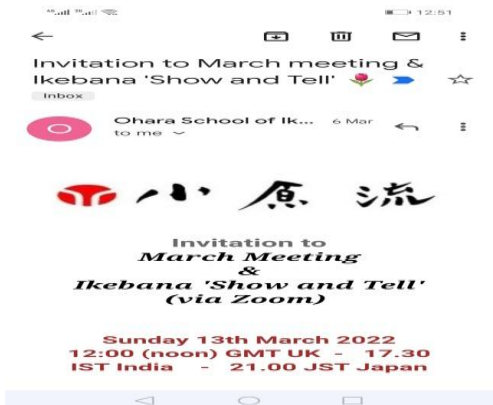 12:51
Invitation to March meeting &
Ikebana 'Show and Tell' 🌷
Inbox
O
Ohara School of Ik... 6 Mar
to me
小原流
Invitation to
March Meeting
&
Ikebana 'Show and Tell'
(via Zoom)
Sunday 13th March 2022
12:00 (noon) GMT UK - 17.30
IST India - 21.00 JST Japan